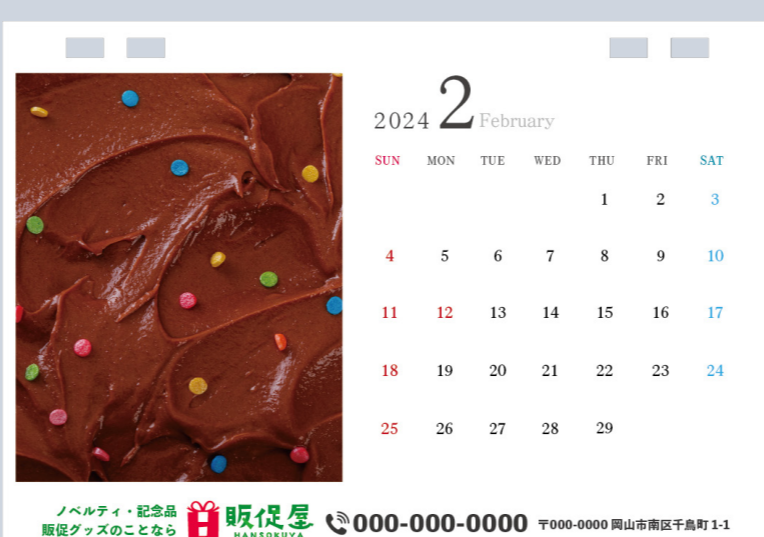 2024 2 February
SUN MON TUE WED THU FRI SAT
1 2 3
4 5 6 7 8 9 10
11 12 13 14 15 16 17
18 19 20 21 22 23 24
25 26 27 28 29
ノベルティ・記念品
販促グッズのことなら
販促屋
HANSOKUYA
000-000-0000
〒000-0000 岡山市南区千鳥町1-1